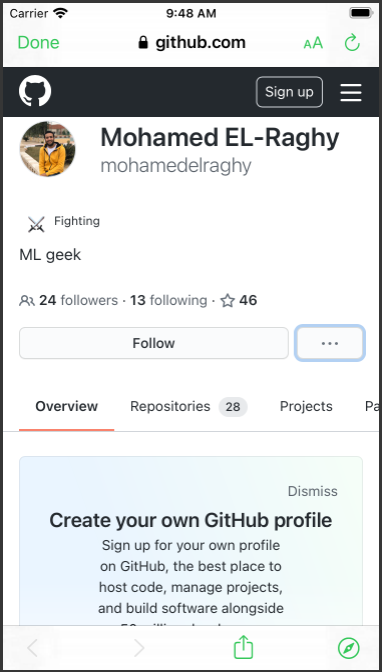 Carrier 9:48 AM
Done github.com AA
Sign up
Mohamed EL-Raghy
mohamedelraghy
Fighting
ML geek
24 followers · 13 following · 46
Follow ...
Overview Repositories 28 Projects Pa
Dismiss
Create your own GitHub profile
Sign up for your own profile
on GitHub, the best place to
host code, manage projects,
and build software alongside